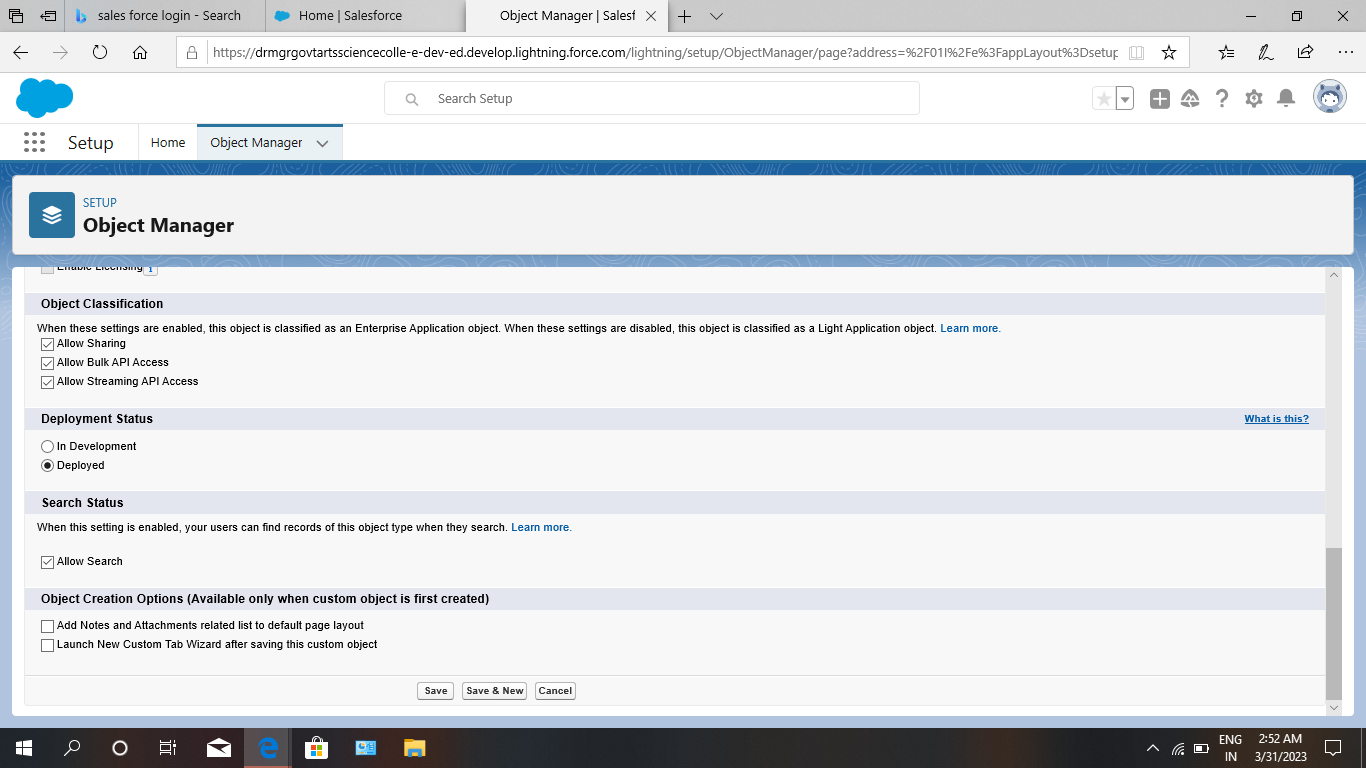 sales force login - Search
Home | Salesforce
Object Manager | Salesf
https://drmgrgovtartssciencecolle-e-dev-ed.develop.lightning.force.com/lightning/setup/ObjectManager/page?address=%2F01I%2Fe%3FappLayout%3Dsetup
Search Setup
Setup
Home
Object Manager
SETUP
Object Manager
Enable Licensing i
Object Classification
When these settings are enabled, this object is classified as an Enterprise Application object. When these settings are disabled, this object is classified as a Light Application object. Learn more.
Allow Sharing
Allow Bulk API Access
Allow Streaming API Access
Deployment Status
What is this?
In Development
Deployed
Search Status
When this setting is enabled, your users can find records of this object type when they search. Learn more.
Allow Search
Object Creation Options (Available only when custom object is first created)
Add Notes and Attachments related list to default page layout
Launch New Custom Tab Wizard after saving this custom object
Save
Save & New
Cancel
ENG
IN
2:52 AM
3/31/2023